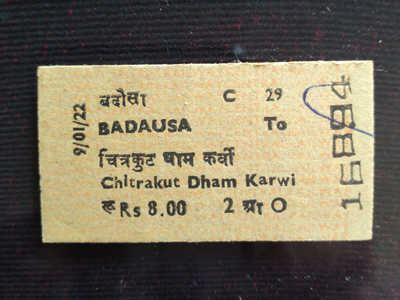 बदौसा C 29
BADAUSA To
चित्रकुट धाम कर्वी
Chitrakut Dham Karwi
रू Rs 8.00 2 श्रा O
9/01/22
16894